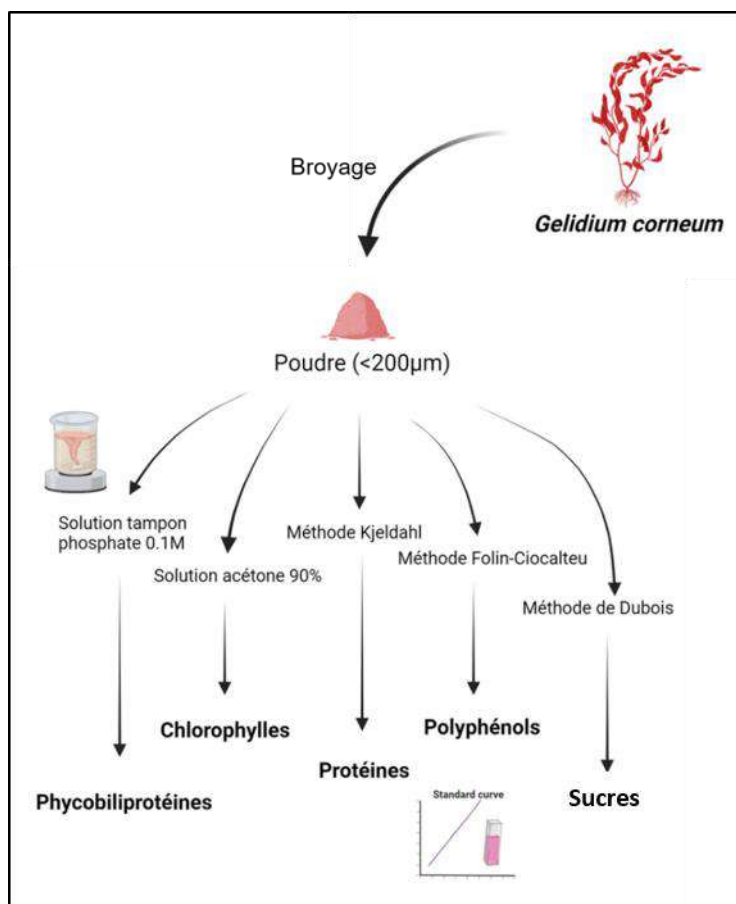 Broyage
Gelidium corneum
Poudre (<200µm)
Solution tampon
phosphate 0.1M
Solution acétone 90%
Méthode Kjeldahl
Méthode Folin-Ciocalteu
Méthode de Dubois
Chlorophylles
Polyphénols
Protéines
Phycobiliprotéines
Standard curve
Sucres